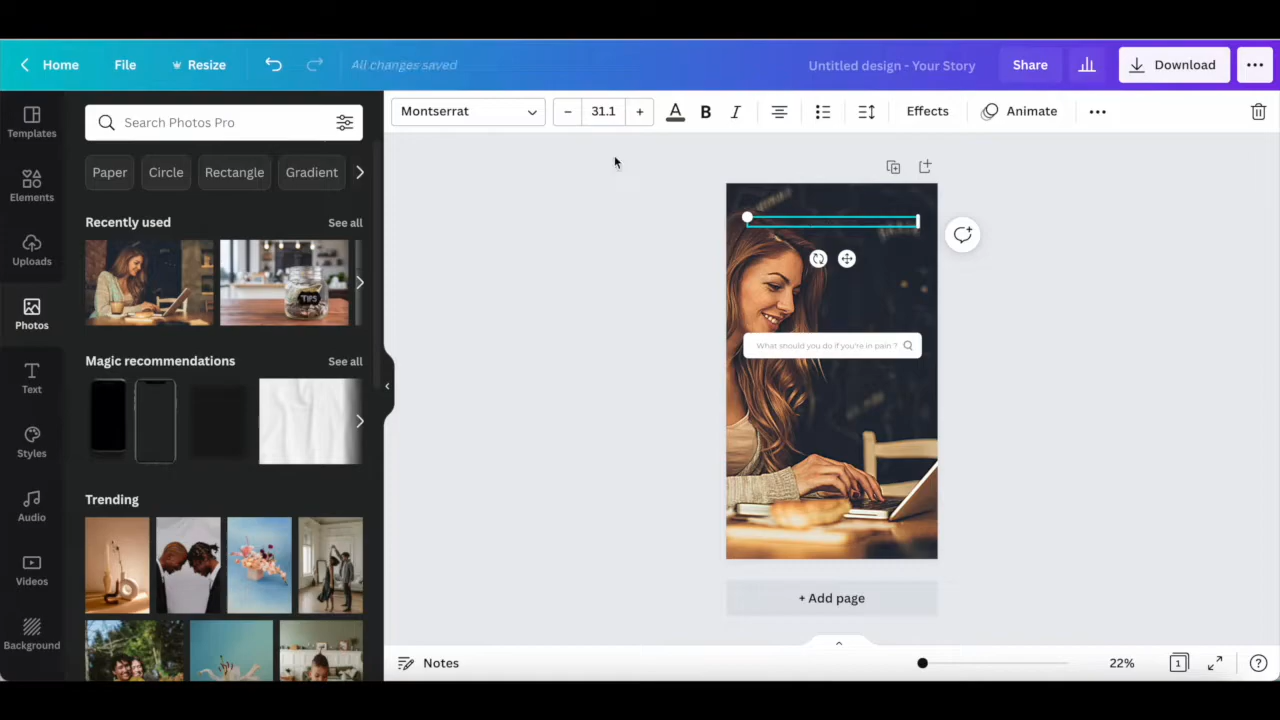 Home
File
Resize
All changes saved
Untitled design - Your Story
Share
Download
Templates
Elements
Uploads
Photos
Text
Styles
Audio
Videos
Background
Search Photos Pro
Paper
Circle
Rectangle
Gradient
Recently used
See all
TIPS
Magic recommendations
See all
Trending
Montserrat
– 31.1 +
A
B
I
Effects
Animate
What should you do if you're in pain ?
+ Add page
Notes
22%
1
?